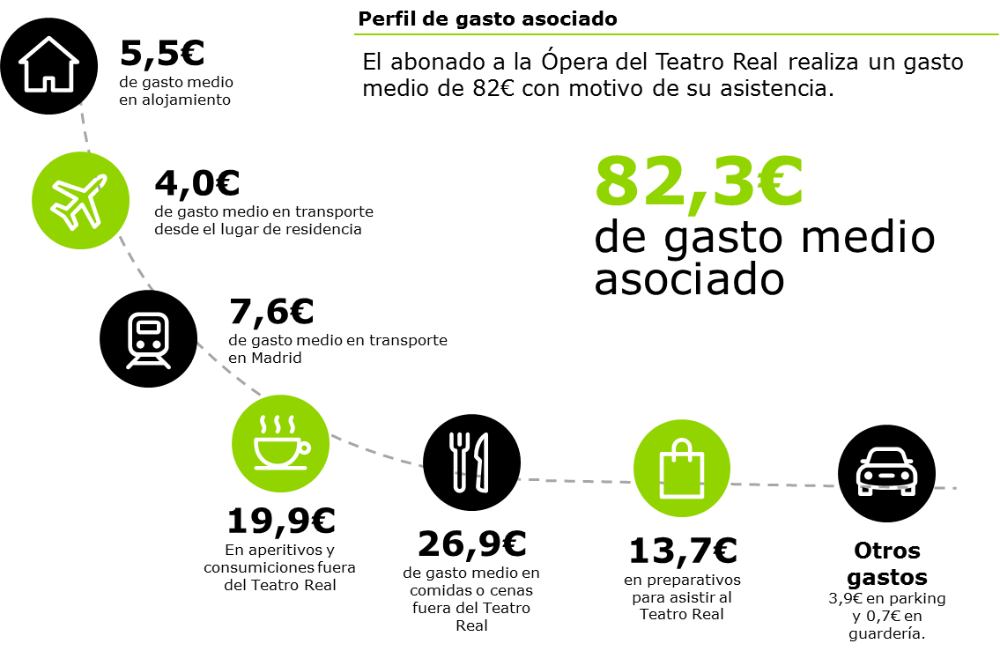 Perfil de gasto asociado
El abonado a la Ópera del Teatro Real realiza un gasto
medio de 82€ con motivo de su asistencia.
5,5€
de gasto medio
en alojamiento
82,3€
de gasto medio
asociado
4,0€
de gasto medio en transporte
desde el lugar de residencia
7,6€
de gasto medio en transporte
en Madrid
19,9€
En aperitivos y
consumiciones fuera
del Teatro Real
26,9€
de gasto medio en
comidas o cenas
fuera del Teatro
Real
13,7€
en preparativos
para asistir al
Teatro Real
Otros
gastos
3,9€ en parking
y 0,7€ en
guardería.